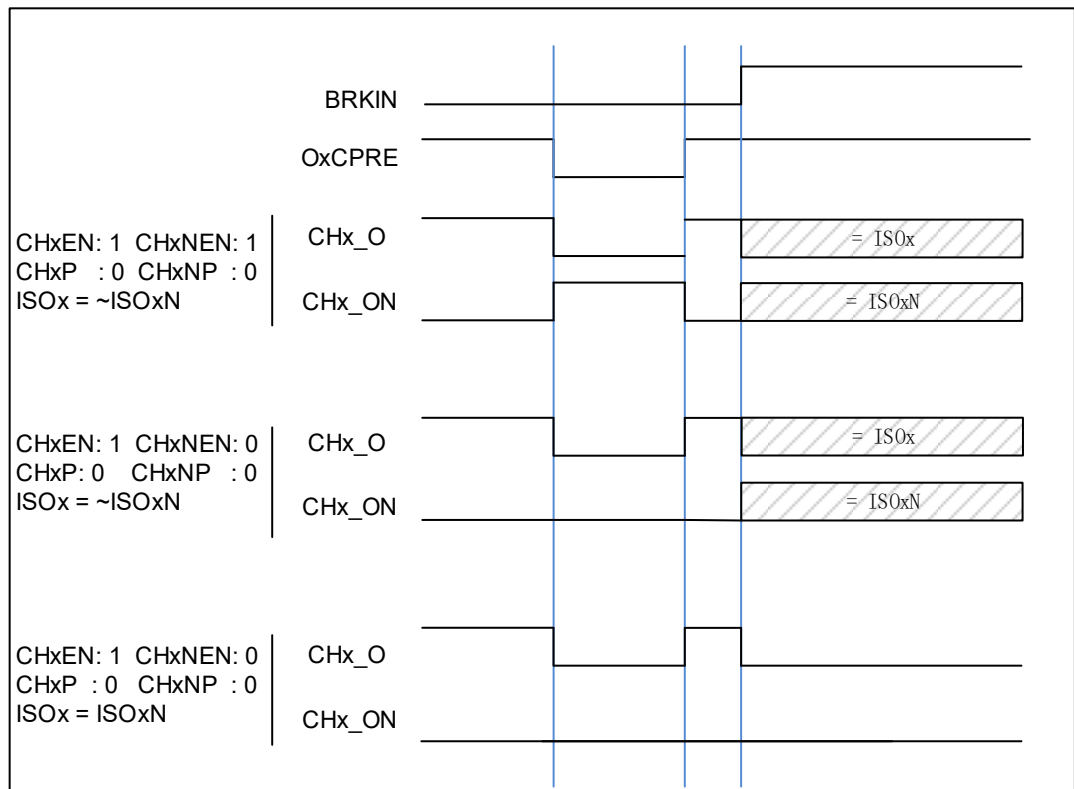 BRKIN
OxCPRE
CHxEN: 1 CHxNEN: 1
CHxP : 0 CHxNP : 0
ISOx = ~ISOxN
CHx_O
= ISOx
CHx_ON
= ISOxN
CHxEN: 1 CHxNEN: 0
CHxP: 0 CHxNP : 0
ISOx = ~ISOxN
CHx_O
= ISOx
CHx_ON
= ISOxN
CHxEN: 1 CHxNEN: 0
CHxP : 0 CHxNP : 0
ISOx = ISOxN
CHx_O
CHx_ON